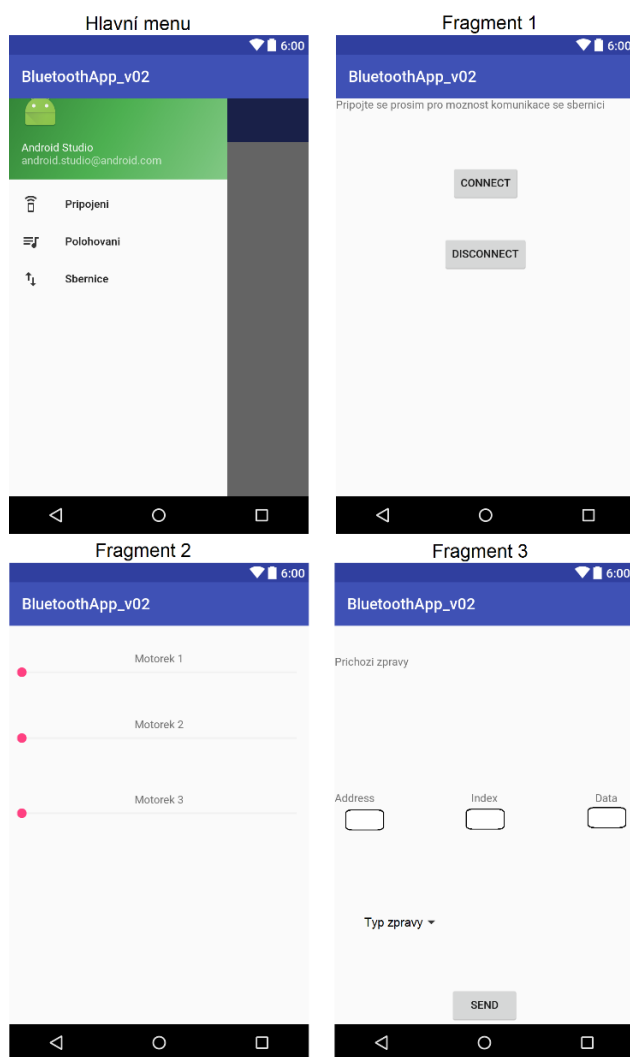 Hlavní menu
6:00
BluetoothApp_v02
Android Studio
android.studio@android.com
Pripojeni
Polohovani
Sbernice
Fragment 1
6:00
BluetoothApp_v02
Pripojte se prosim pro moznost komunikace se sbernici
CONNECT
DISCONNECT
Fragment 2
6:00
BluetoothApp_v02
Motorek 1
Motorek 2
Motorek 3
Fragment 3
6:00
BluetoothApp_v02
Prichozi zpravy
Address Index Data
Typ zpravy
SEND